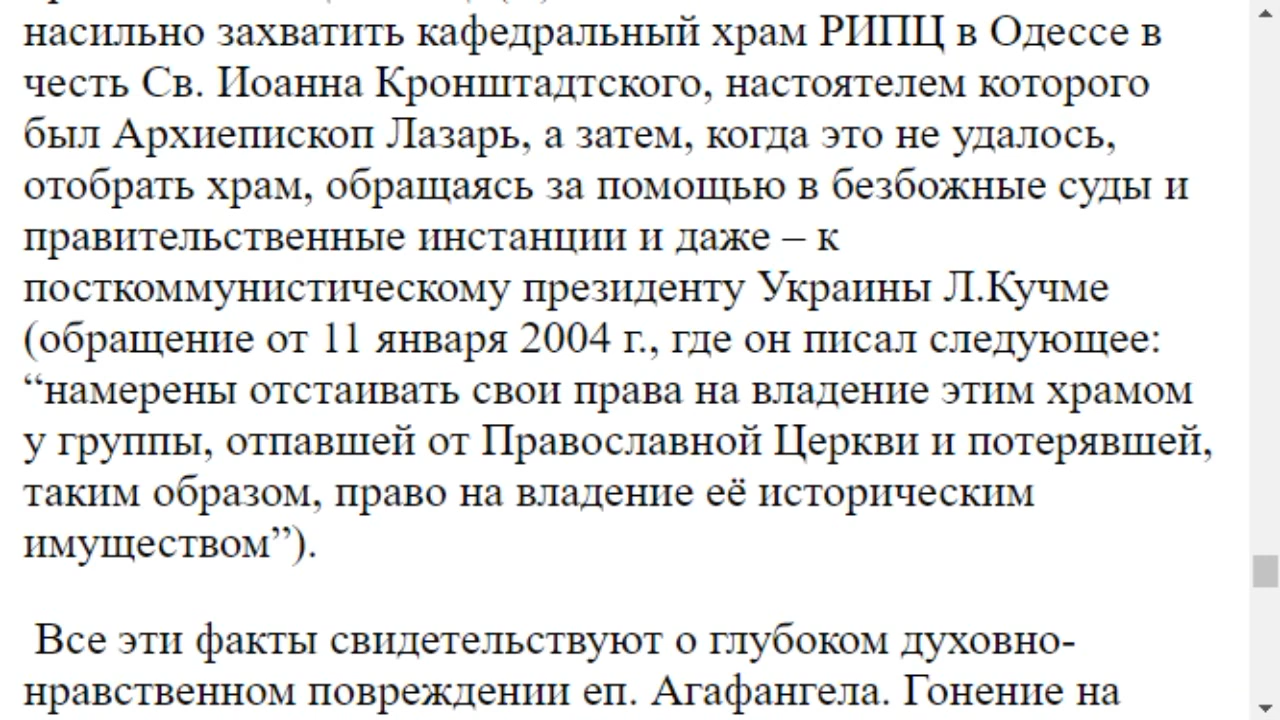 насильно захватить кафедральный храм РИПЦ в Одессе в
честь Св. Иоанна Кронштадтского, настоятелем которого
был Архиепископ Лазарь, а затем, когда это не удалось,
отобрать храм, обращаясь за помощью в безбожные суды и
правительственные инстанции и даже – к
посткоммунистическому президенту Украины Л.Кучме
(обращение от 11 января 2004 г., где он писал следующее:
“намерены отстаивать свои права на владение этим храмом
у группы, отпавшей от Православной Церкви и потерявшей,
таким образом, право на владение её историческим
имуществом”).
Все эти факты свидетельствуют о глубоком духовно-
нравственном повреждении еп. Агафангела. Гонение на